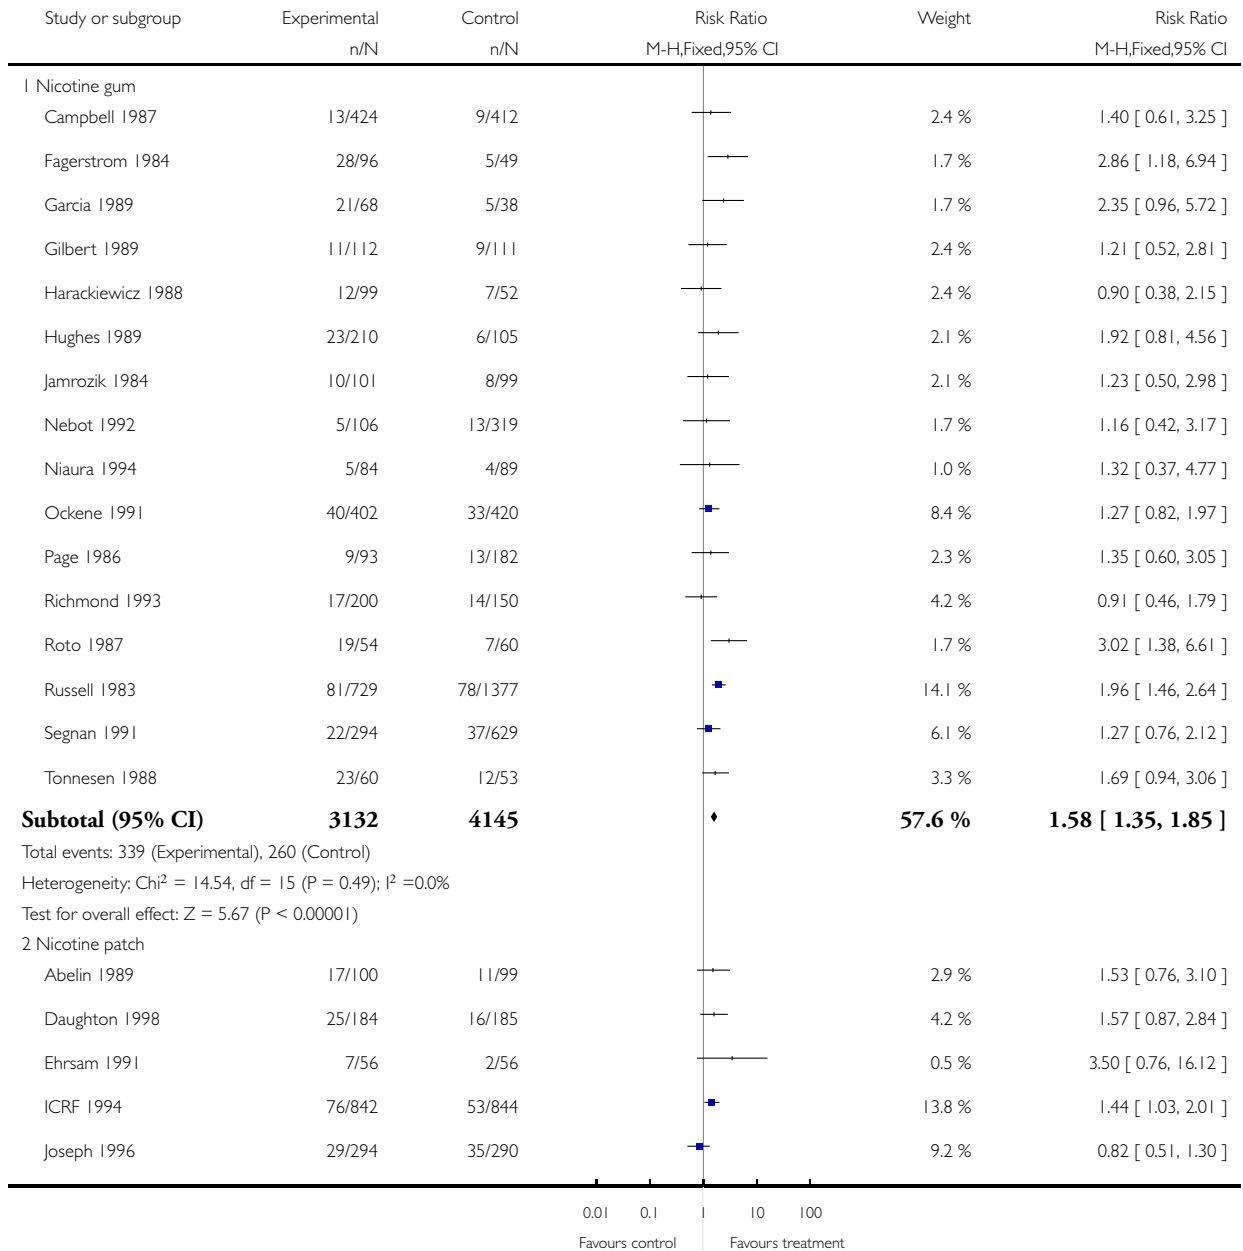 Study or subgroup Experimental Control Risk Ratio Weight Risk Ratio
n/N n/N M-H,Fixed,95% CI M-H,Fixed,95% CI
1 Nicotine gum
Campbell 1987 13/424 9/412 2.4 % 1.40 [ 0.61, 3.25 ]
Fagerstrom 1984 28/96 5/49 1.7 % 2.86 [ 1.18, 6.94 ]
Garcia 1989 21/68 5/38 1.7 % 2.35 [ 0.96, 5.72 ]
Gilbert 1989 11/112 9/111 2.4 % 1.21 [ 0.52, 2.81 ]
Harackiewicz 1988 12/99 7/52 2.4 % 0.90 [ 0.38, 2.15 ]
Hughes 1989 23/210 6/105 2.1 % 1.92 [ 0.81, 4.56 ]
Jamrozik 1984 10/101 8/99 2.1 % 1.23 [ 0.50, 2.98 ]
Nebot 1992 5/106 13/319 1.7 % 1.16 [ 0.42, 3.17 ]
Niaura 1994 5/84 4/89 1.0 % 1.32 [ 0.37, 4.77 ]
Ockene 1991 40/402 33/420 8.4 % 1.27 [ 0.82, 1.97 ]
Page 1986 9/93 13/182 2.3 % 1.35 [ 0.60, 3.05 ]
Richmond 1993 17/200 14/150 4.2 % 0.91 [ 0.46, 1.79 ]
Roto 1987 19/54 7/60 1.7 % 3.02 [ 1.38, 6.61 ]
Russell 1983 81/729 78/1377 14.1 % 1.96 [ 1.46, 2.64 ]
Segnan 1991 22/294 37/629 6.1 % 1.27 [ 0.76, 2.12 ]
Tonnesen 1988 23/60 12/53 3.3 % 1.69 [ 0.94, 3.06 ]
Subtotal (95% CI) 3132 4145 57.6 % 1.58 [ 1.35, 1.85 ]
Total events: 339 (Experimental), 260 (Control)
Heterogeneity: Chi² = 14.54, df = 15 (P = 0.49); I² =0.0%
Test for overall effect: Z = 5.67 (P < 0.00001)
2 Nicotine patch
Abelin 1989 17/100 11/99 2.9 % 1.53 [ 0.76, 3.10 ]
Daughton 1998 25/184 16/185 4.2 % 1.57 [ 0.87, 2.84 ]
Ehrsam 1991 7/56 2/56 0.5 % 3.50 [ 0.76, 16.12 ]
ICRF 1994 76/842 53/844 13.8 % 1.44 [ 1.03, 2.01 ]
Joseph 1996 29/294 35/290 9.2 % 0.82 [ 0.51, 1.30 ]
0.01 0.1 1 10 100
Favours control Favours treatment